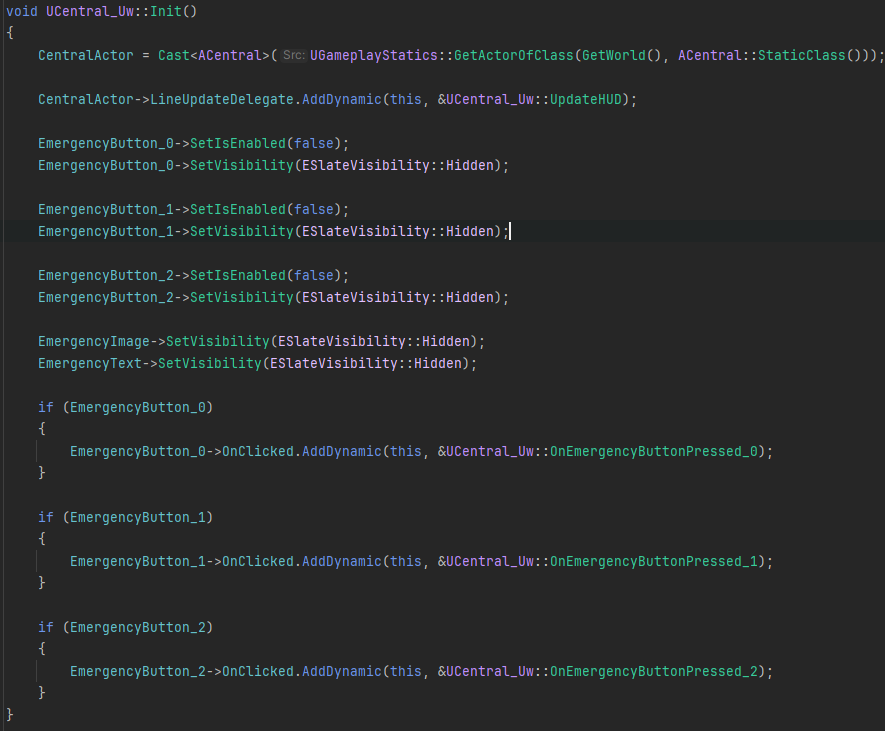 void UCentral_Uw::Init()
{
    CentralActor = Cast<ACentral>( Src: UGameplayStatics::GetActorOfClass(GetWorld(), ACentral::StaticClass()));
    CentralActor->LineUpdateDelegate.AddDynamic(this, &UCentral_Uw::UpdateHUD);
    EmergencyButton_0->SetIsEnabled(false);
    EmergencyButton_0->SetVisibility(ESlateVisibility::Hidden);
    EmergencyButton_1->SetIsEnabled(false);
    EmergencyButton_1->SetVisibility(ESlateVisibility::Hidden);
    EmergencyButton_2->SetIsEnabled(false);
    EmergencyButton_2->SetVisibility(ESlateVisibility::Hidden);
    EmergencyImage->SetVisibility(ESlateVisibility::Hidden);
    EmergencyText->SetVisibility(ESlateVisibility::Hidden);
    if (EmergencyButton_0)
    {
        EmergencyButton_0->OnClicked.AddDynamic(this, &UCentral_Uw::OnEmergencyButtonPressed_0);
    }
    if (EmergencyButton_1)
    {
        EmergencyButton_1->OnClicked.AddDynamic(this, &UCentral_Uw::OnEmergencyButtonPressed_1);
    }
    if (EmergencyButton_2)
    {
        EmergencyButton_2->OnClicked.AddDynamic(this, &UCentral_Uw::OnEmergencyButtonPressed_2);
    }
}